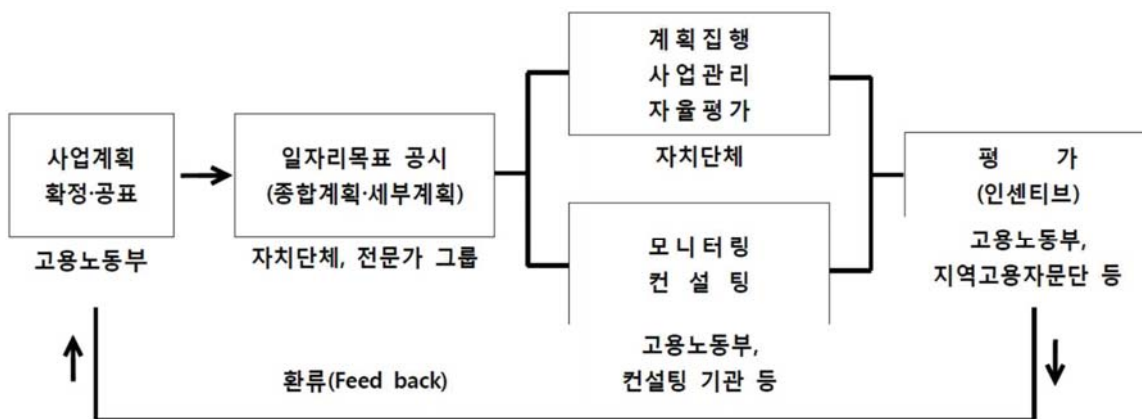 사업계획
확정·공표
고용노동부
일자리목표 공시
(종합계획·세부계획)
자치단체, 전문가 그룹
계획집행
사업관리
자율평가
자치단체
모니터링
컨 설 팅
고용노동부,
컨설팅 기관 등
평 가
(인센티브)
고용노동부,
지역고용자문단 등
환류(Feed back)